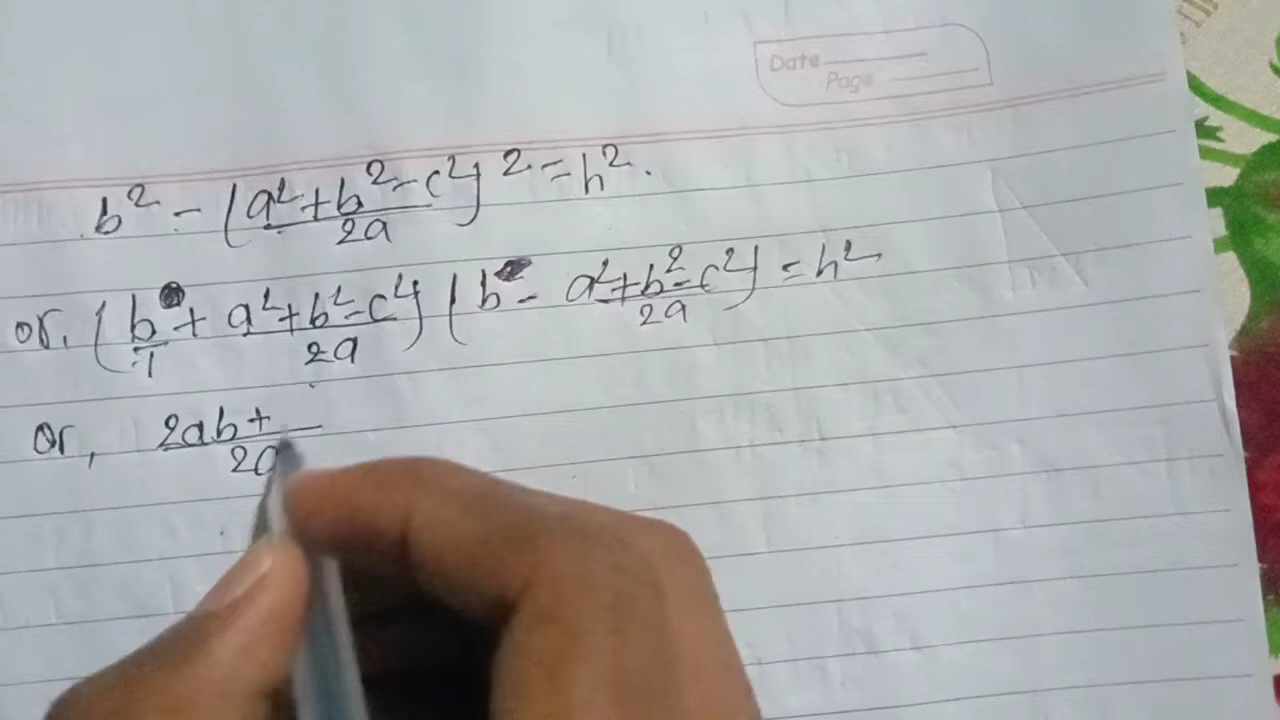 Date
Page
b² - (a²+b²-c²/2a)² = h².
or, (b/1 + a²+b²-c²/2a) (b - a²+b²-c²/2a) = h²
or, 2ab+/2a